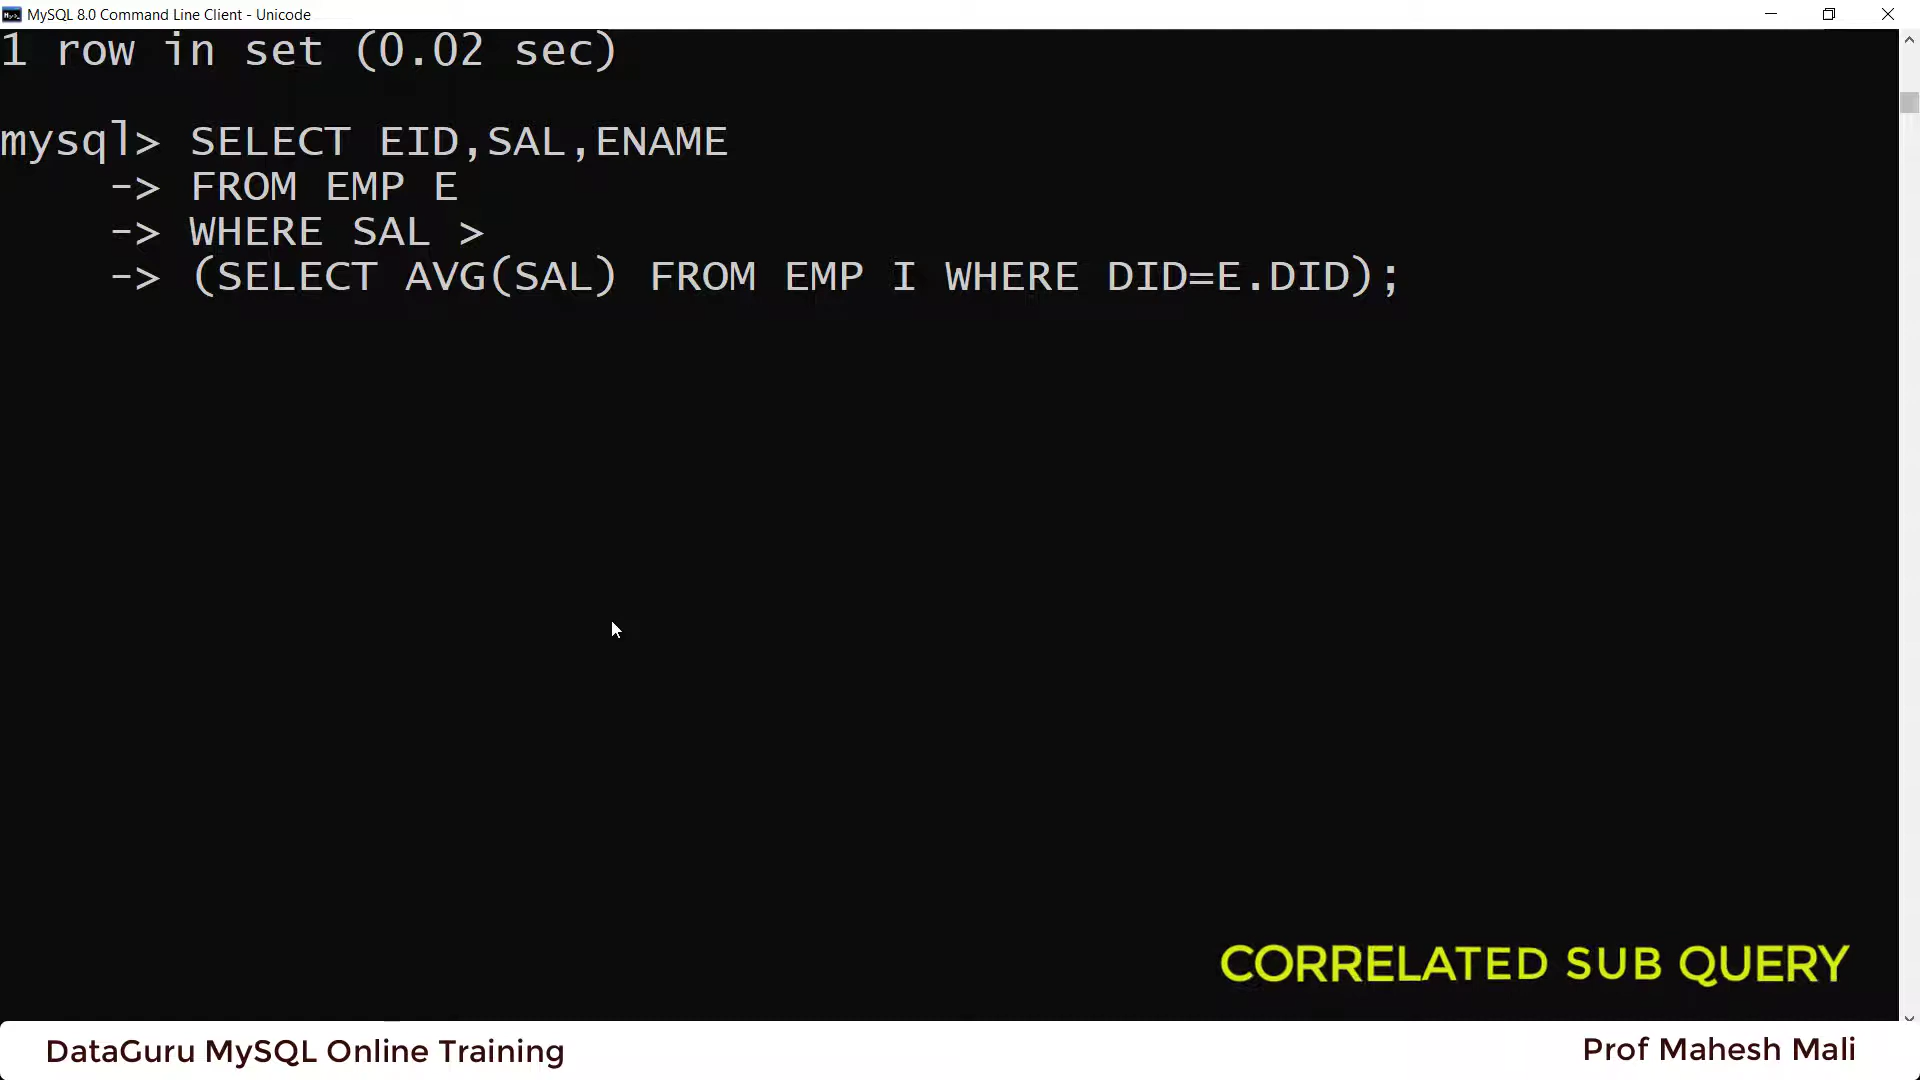 MySQL 8.0 Command Line Client - Unicode
1 row in set (0.02 sec)
mysql> SELECT EID,SAL,ENAME
-> FROM EMP E
-> WHERE SAL >
-> (SELECT AVG(SAL) FROM EMP I WHERE DID=E.DID);
CORRELATED SUB QUERY
DataGuru MySQL Online Training
Prof Mahesh Mali